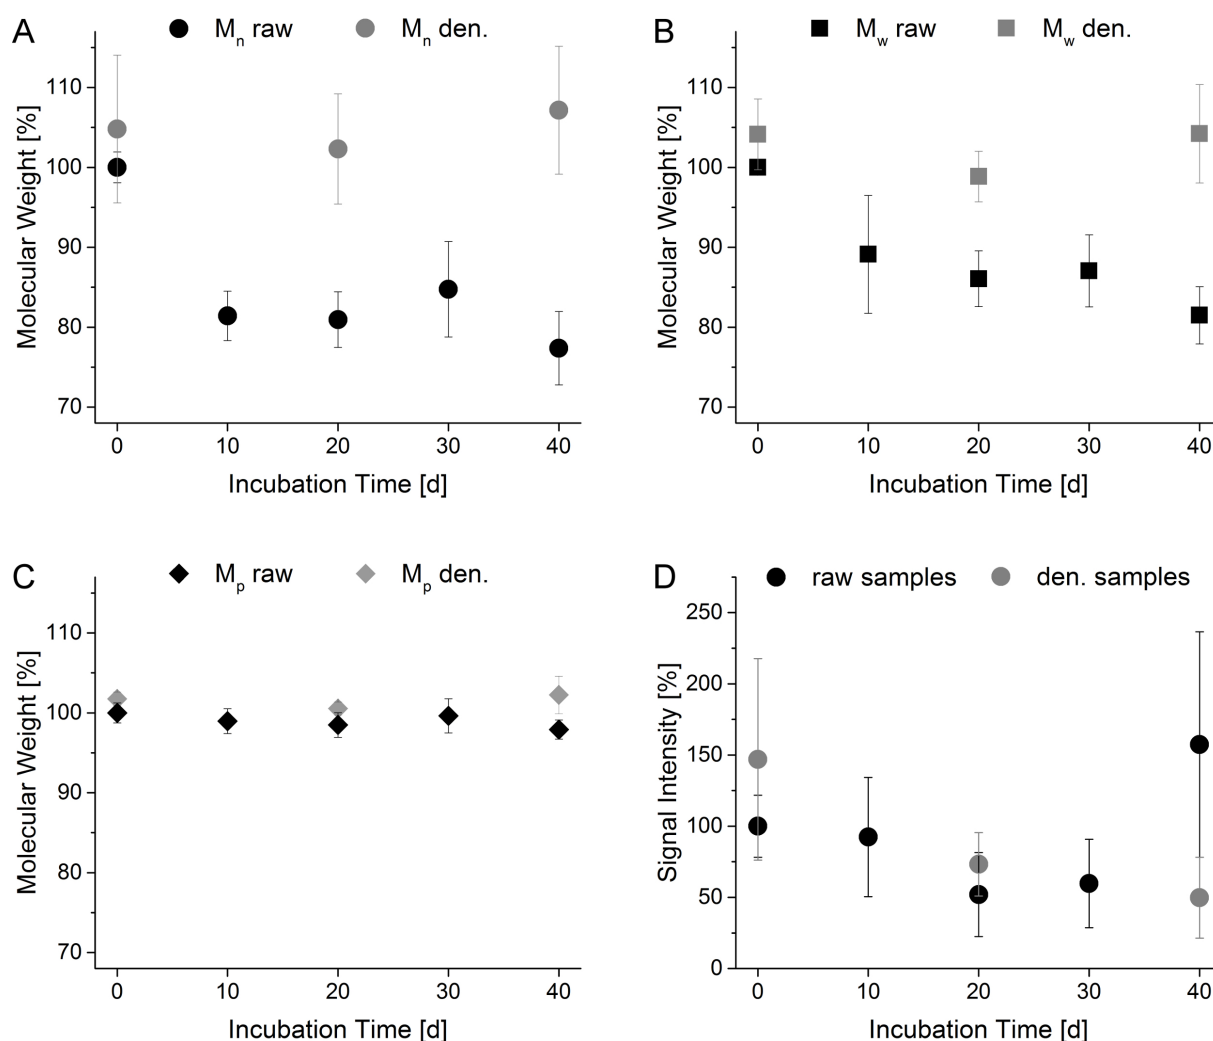 A
Mn raw
Mn den.
Molecular Weight [%]
110
100
90
80
70
0 10 20 30 40
Incubation Time [d]
B
Mw raw
Mw den.
Molecular Weight [%]
110
100
90
80
70
0 10 20 30 40
Incubation Time [d]
C
Mp raw
Mp den.
Molecular Weight [%]
110
100
90
80
70
0 10 20 30 40
Incubation Time [d]
D
raw samples
den. samples
Signal Intensity [%]
250
200
150
100
50
0
0 10 20 30 40
Incubation Time [d]